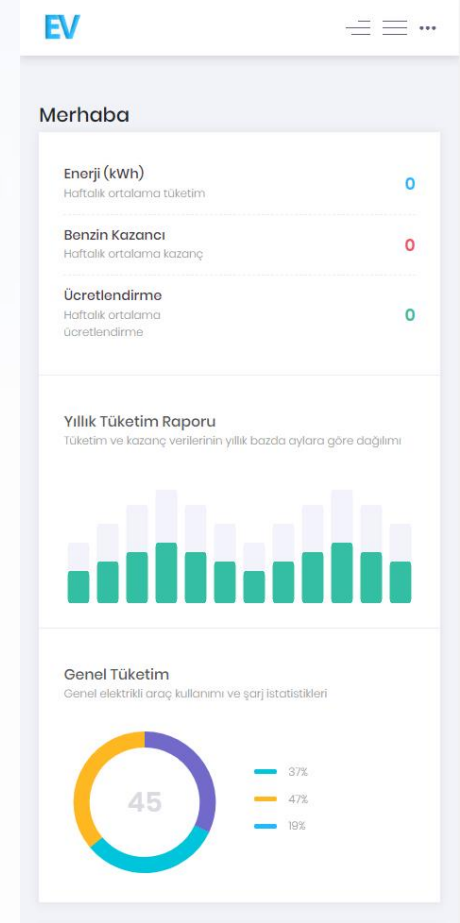 EV
Merhaba
Enerji (kWh)
Haftalık ortalama tüketim
0
Benzin Kazancı
Haftalık ortalama kazanç
0
Ücretlendirme
Haftalık ortalama
ücretlendirme
0
Yıllık Tüketim Raporu
Tüketim ve kazanç verilerinin yıllık bazda aylara göre dağılımı
Genel Tüketim
Genel elektrikli araç kullanımı ve şarj istatistikleri
45
37%
47%
19%